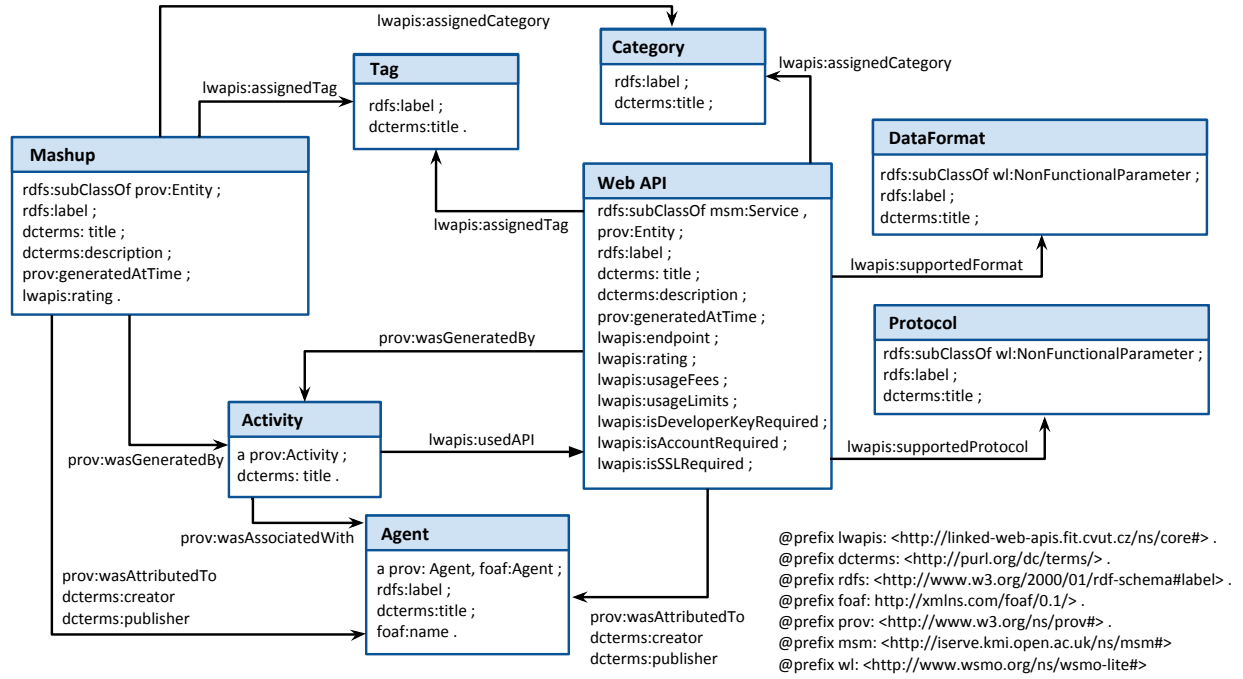 lwapis:assignedCategory
Category
rdfs:label ;
dcterms:title ;
lwapis:assignedCategory
Tag
rdfs:label ;
dcterms:title .
lwapis:assignedTag
Mashup
rdfs:subClassOf prov:Entity ;
rdfs:label ;
dcterms: title ;
dcterms:description ;
prov:generatedAtTime ;
lwapis:rating .
lwapis:assignedTag
Web API
rdfs:subClassOf msm:Service ,
prov:Entity ;
rdfs:label ;
dcterms: title ;
dcterms:description ;
prov:generatedAtTime ;
lwapis:endpoint ;
lwapis:rating ;
lwapis:usageFees ;
lwapis:usageLimits ;
lwapis:isDeveloperKeyRequired ;
lwapis:isAccountRequired ;
lwapis:isSSLRequired ;
DataFormat
rdfs:subClassOf wl:NonFunctionalParameter ;
rdfs:label ;
dcterms:title ;
lwapis:supportedFormat
Protocol
rdfs:subClassOf wl:NonFunctionalParameter ;
rdfs:label ;
dcterms:title ;
lwapis:supportedProtocol
prov:wasGeneratedBy
Activity
a prov:Activity ;
dcterms: title .
lwapis:usedAPI
prov:wasGeneratedBy
prov:wasAssociatedWith
Agent
a prov: Agent, foaf:Agent ;
rdfs:label ;
dcterms:title ;
foaf:name .
prov:wasAttributedTo
dcterms:creator
dcterms:publisher
prov:wasAttributedTo
dcterms:creator
dcterms:publisher
@prefix lwapis: <http://linked-web-apis.fit.cvut.cz/ns/core#> .
@prefix dcterms: <http://purl.org/dc/terms/> .
@prefix rdfs: <http://www.w3.org/2000/01/rdf-schema#label> .
@prefix foaf: http://xmlns.com/foaf/0.1/> .
@prefix prov: <http://www.w3.org/ns/prov#> .
@prefix msm: <http://iserve.kmi.open.ac.uk/ns/msm#>
@prefix wl: <http://www.wsmo.org/ns/wsmo-lite#>